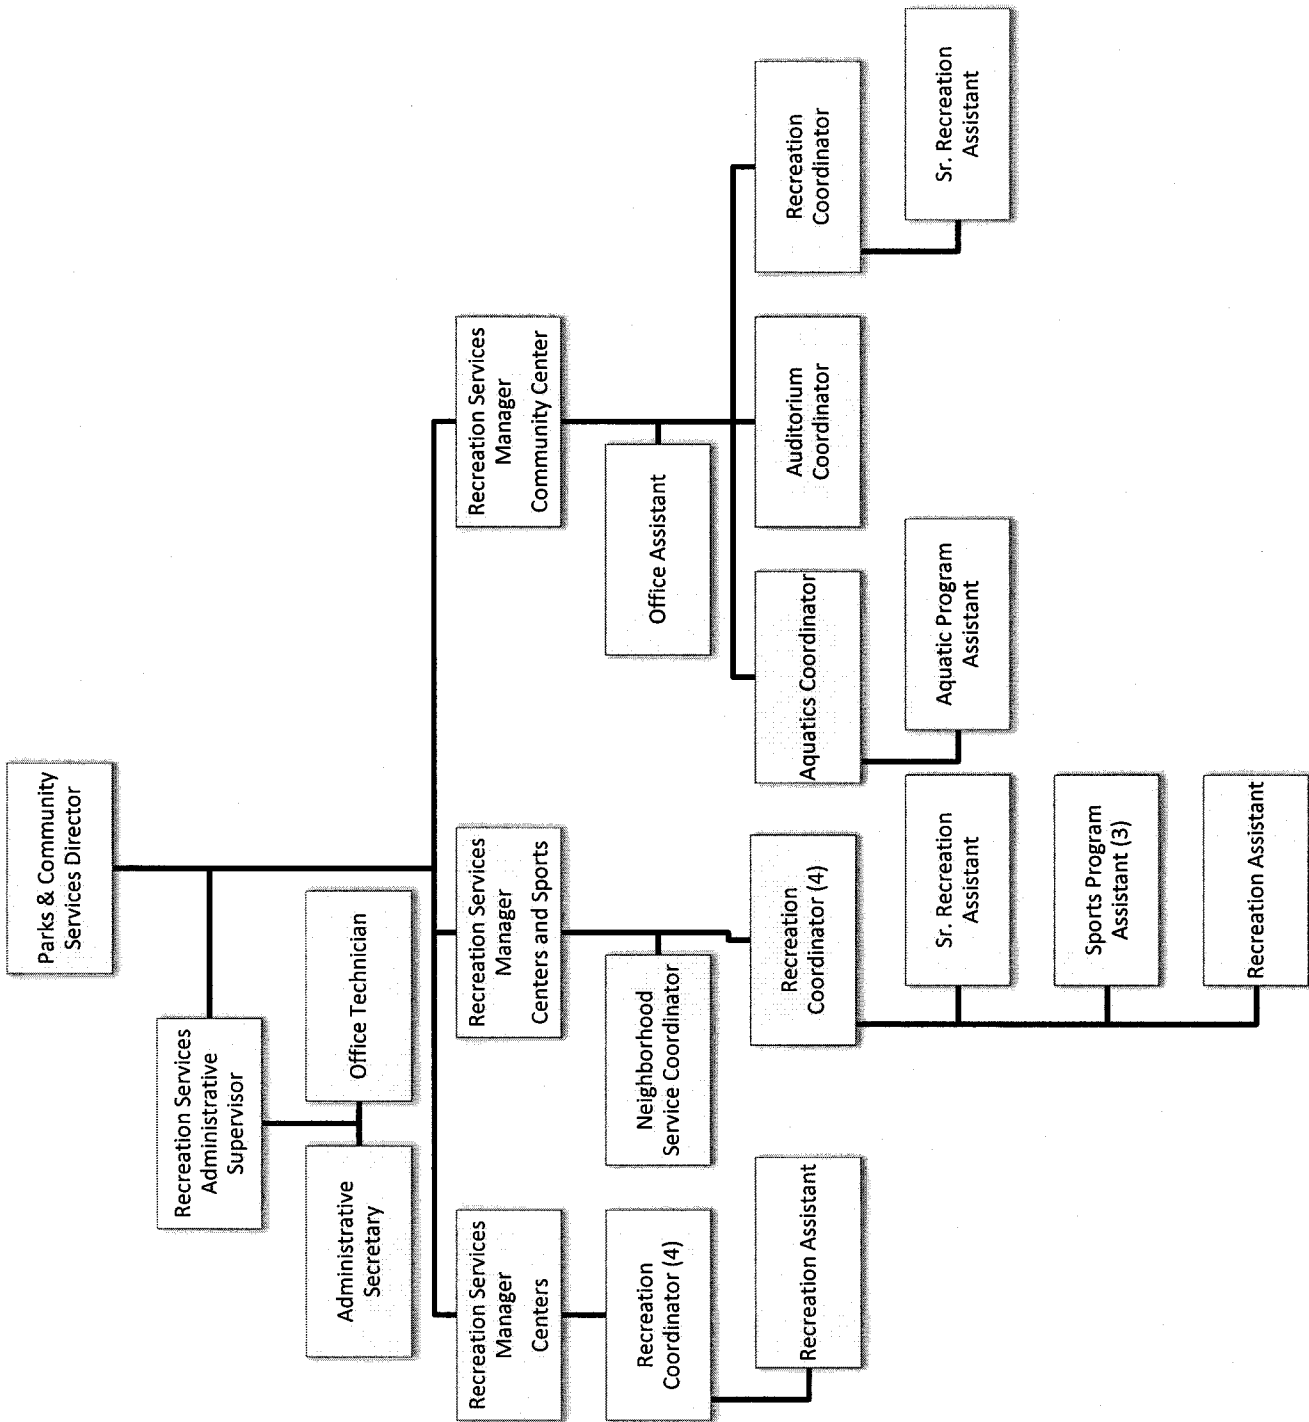 Parks & Community
Services Director
Recreation Services
Administrative
Supervisor
Administrative
Secretary
Office Technician
Recreation Services
Manager
Centers
Recreation Services
Manager
Centers and Sports
Recreation Services
Manager
Community Center
Recreation
Coordinator (4)
Neighborhood
Service Coordinator
Office Assistant
Recreation Assistant
Recreation
Coordinator (4)
Aquatics Coordinator
Auditorium
Coordinator
Recreation
Coordinator
Sr. Recreation
Assistant
Aquatic Program
Assistant
Sr. Recreation
Assistant
Sports Program
Assistant (3)
Recreation Assistant